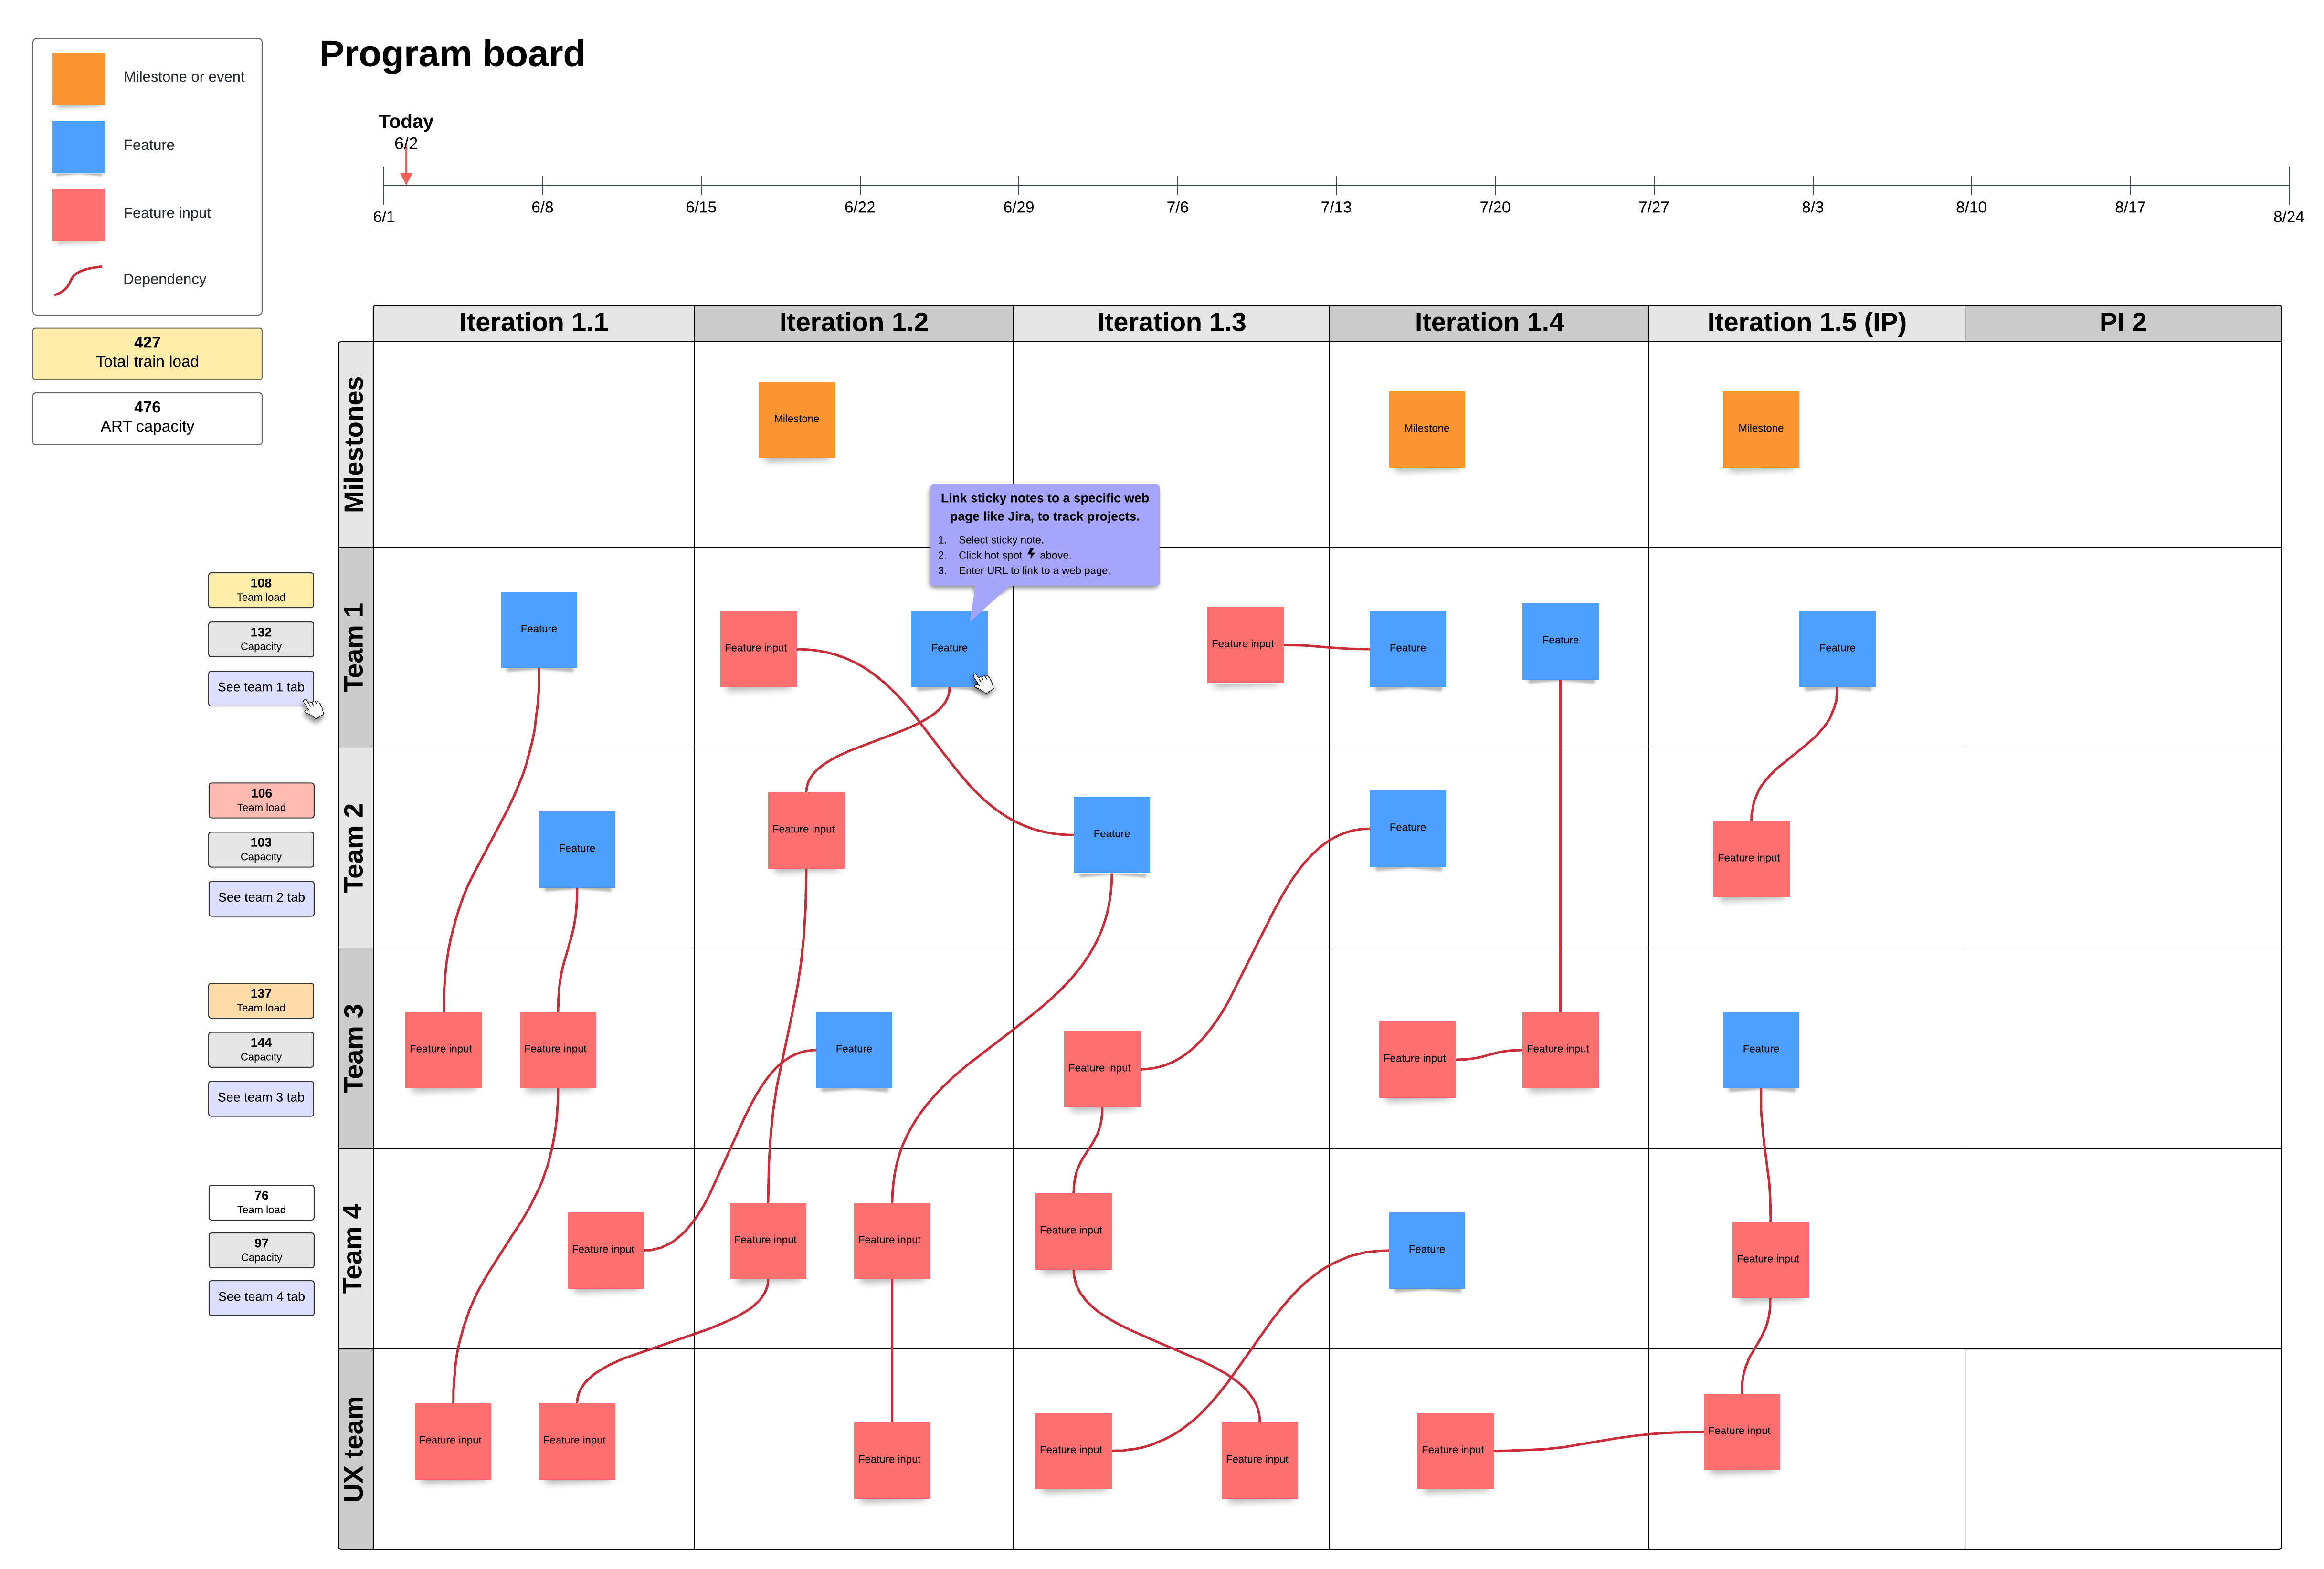 Program board
Milestone or event
Feature
Feature input
Dependency
427
Total train load
476
ART capacity
Today
6/2
6/1
6/8
6/15
6/22
6/29
7/6
7/13
7/20
7/27
8/3
8/10
8/17
8/24
Iteration 1.1
Iteration 1.2
Iteration 1.3
Iteration 1.4
Iteration 1.5 (IP)
PI 2
Milestones
Milestone
Milestone
Milestone
Link sticky notes to a specific web
page like Jira, to track projects.
1. Select sticky note.
2. Click hot spot above.
3. Enter URL to link to a web page.
108
Team load
132
Capacity
See team 1 tab
Team 1
Feature
Feature input
Feature
Feature input
Feature
Feature
Feature
106
Team load
103
Capacity
See team 2 tab
Team 2
Feature
Feature input
Feature
Feature
Feature input
137
Team load
144
Capacity
See team 3 tab
Team 3
Feature input
Feature input
Feature
Feature input
Feature input
Feature input
Feature
76
Team load
97
Capacity
See team 4 tab
Team 4
Feature input
Feature input
Feature input
Feature input
Feature
Feature input
UX team
Feature input
Feature input
Feature input
Feature input
Feature input
Feature input
Feature input